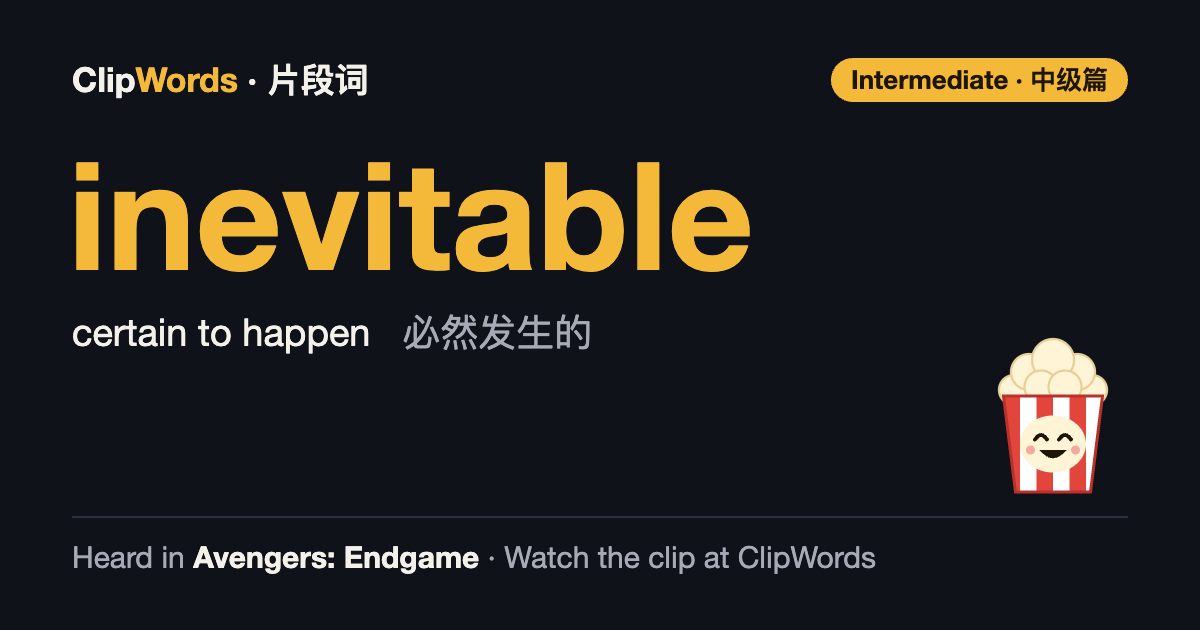 ClipWords · 片段词
Intermediate · 中级篇
inevitable
certain to happen 必然发生的
Heard in Avengers: Endgame · Watch the clip at ClipWords